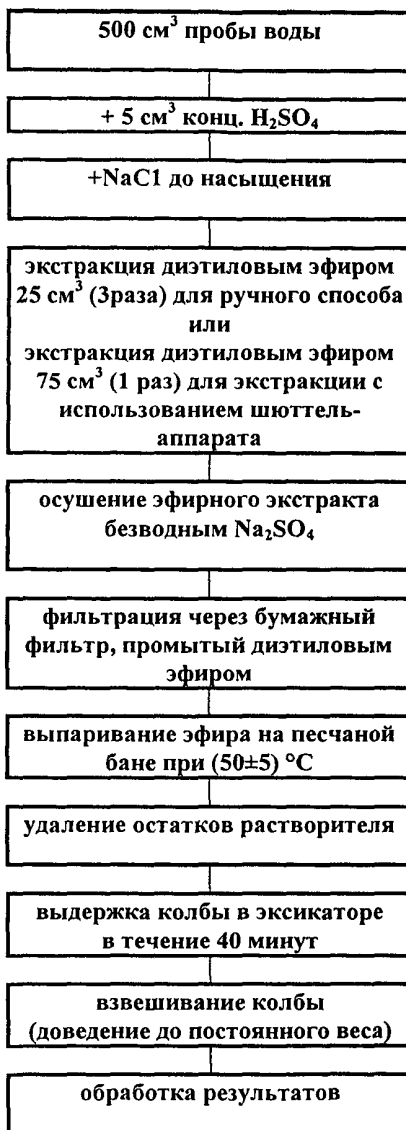 500 см³ пробы воды
+ 5 см³ конц. H₂SO₄
+NaC1 до насыщения
экстракция диэтиловым эфиром
25 см³ (3раза) для ручного способа
или
экстракция диэтиловым эфиром
75 см³ (1 раз) для экстракции с
использованием шюттель-
аппарата
осушение эфирного экстракта
безводным Na₂SO₄
фильтрация через бумажный
фильтр, промытый диэтиловым
эфиром
выпаривание эфира на песчаной
бане при (50±5) °С
удаление остатков растворителя
выдержка колбы в эксикаторе
в течение 40 минут
взвешивание колбы
(доведение до постоянного веса)
обработка результатов